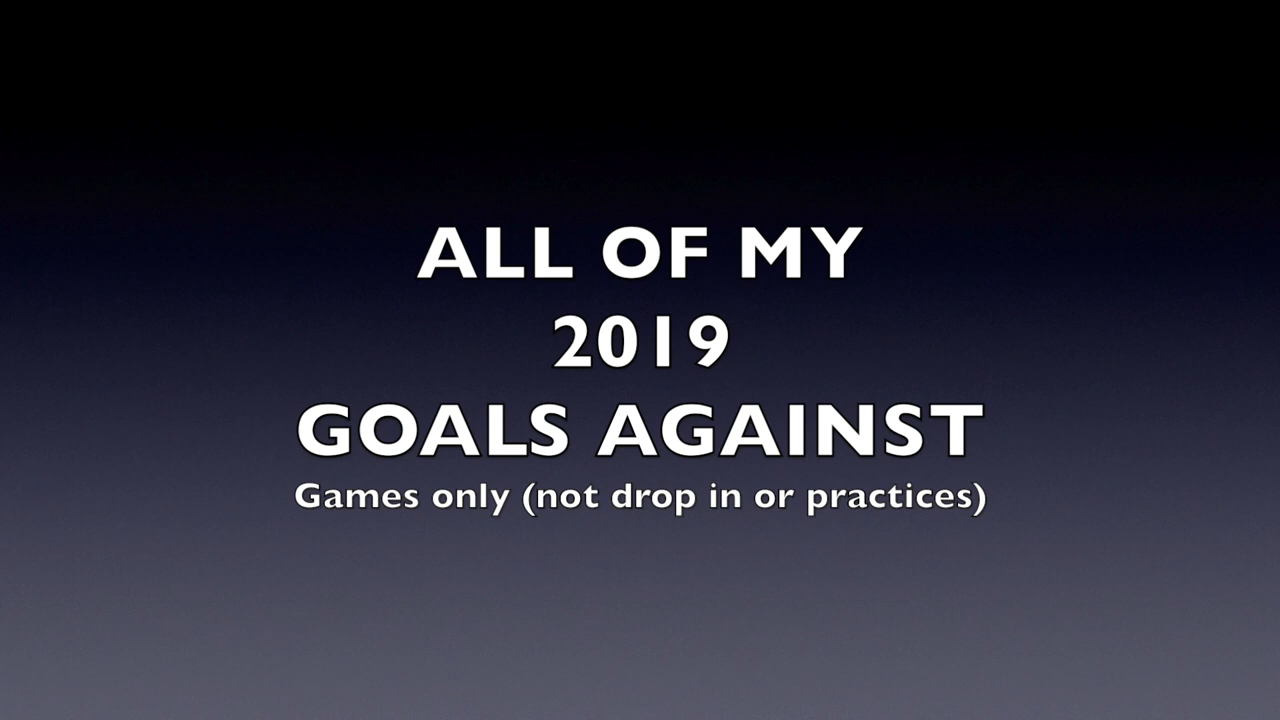 ALL OF MY
2019
GOALS AGAINST
Games only (not drop in or practices)